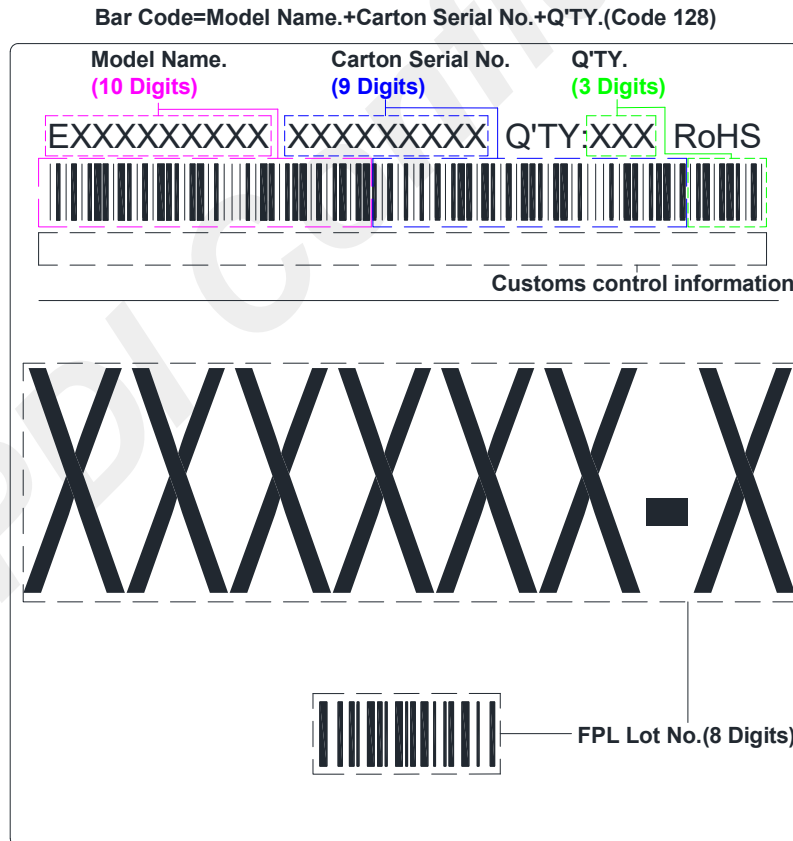 Bar Code=Model Name.+Carton Serial No.+Q'TY.(Code 128)
Model Name. Carton Serial No. Q'TY.
(10 Digits) (9 Digits) (3 Digits)
EXXXXXXXXX XXXXXXXXX Q'TY:XXX RoHS
Customs control information
XXXXXX-X
FPL Lot No.(8 Digits)